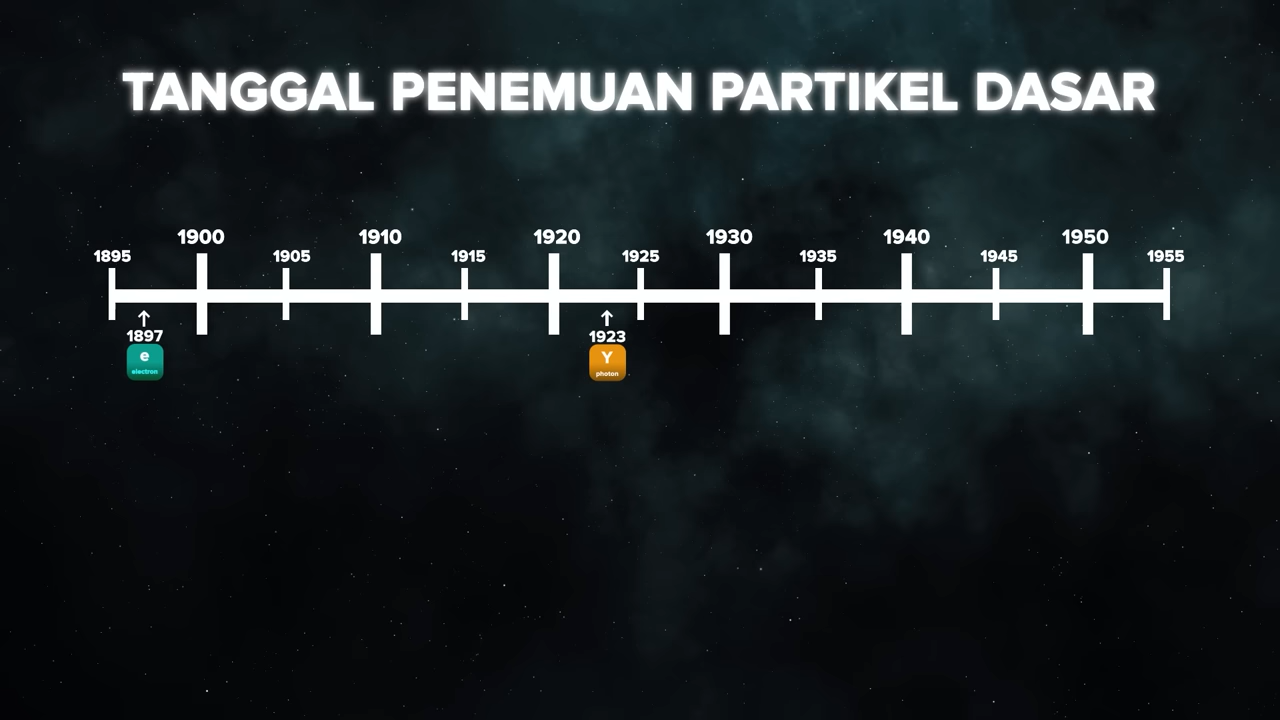 TANGGAL PENEMUAN PARTIKEL DASAR
1900 1910 1920 1930 1940 1950
1895 1905 1915 1925 1935 1945 1955
↑ ↑
1897 1923
e Y
electron photon